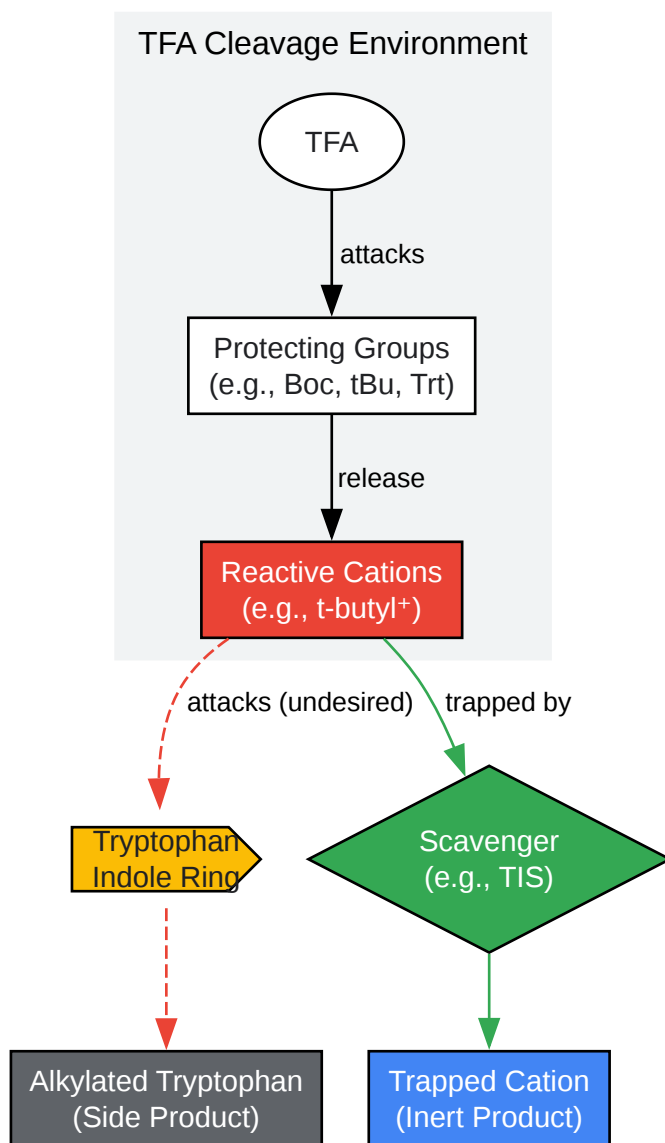 TFA Cleavage Environment
TFA
attacks
Protecting Groups
(e.g., Boc, tBu, Trt)
release
Reactive Cations
(e.g., t-butyl⁺)
attacks (undesired)
trapped by
Tryptophan
Indole Ring
Scavenger
(e.g., TIS)
Alkylated Tryptophan
(Side Product)
Trapped Cation
(Inert Product)